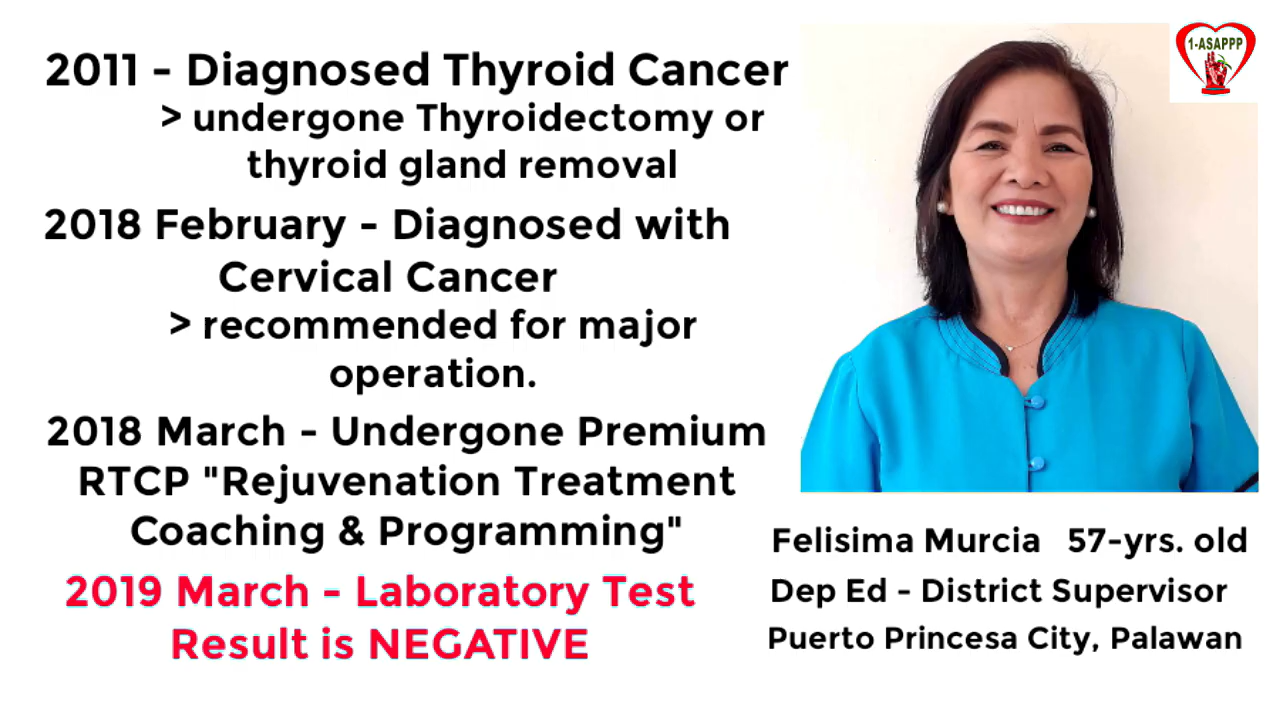 2011 - Diagnosed Thyroid Cancer
> undergone Thyroidectomy or
thyroid gland removal
2018 February - Diagnosed with
Cervical Cancer
> recommended for major
operation.
2018 March - Undergone Premium
RTCP "Rejuvenation Treatment
Coaching & Programming"
2019 March - Laboratory Test
Result is NEGATIVE
1-ASAPPP
Felisima Murcia 57-yrs. old
Dep Ed - District Supervisor
Puerto Princesa City, Palawan